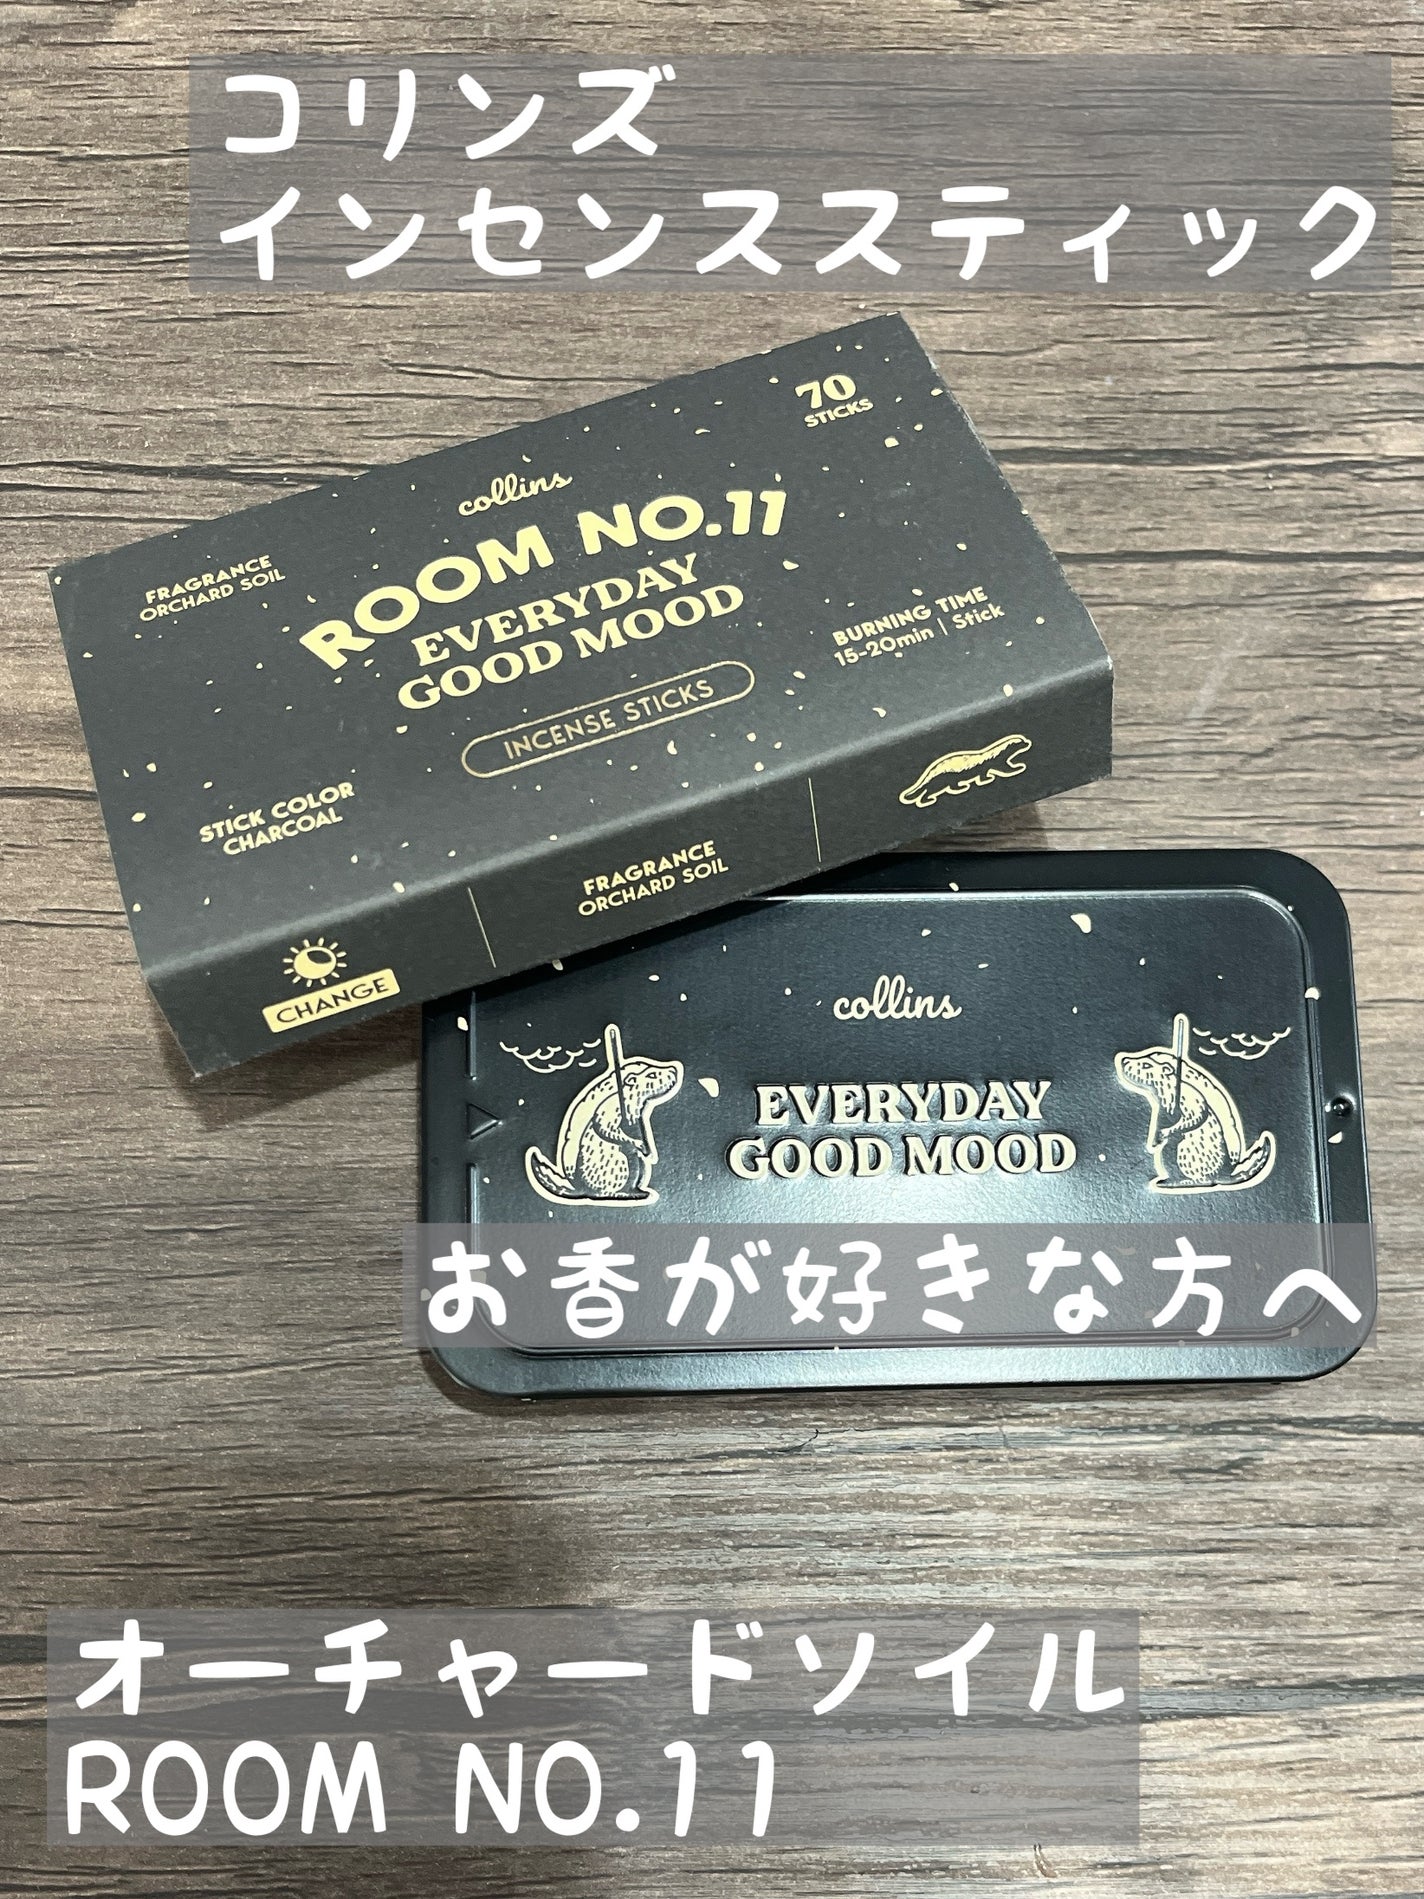 コリンズ
インセンススティック
70
STICKS
collins
ROOM NO.11
EVERYDAY
GOOD MOOD
INCENSE STICKS
FRAGRANCE
ORCHARD SOIL
BURNING TIME
15-20min | Stick
STICK COLOR
CHARCOAL
CHANGE
FRAGRANCE
ORCHARD SOIL
collins
EVERYDAY
GOOD MOOD
お香が好きな方へ
オーチャードソイル
ROOM NO.11